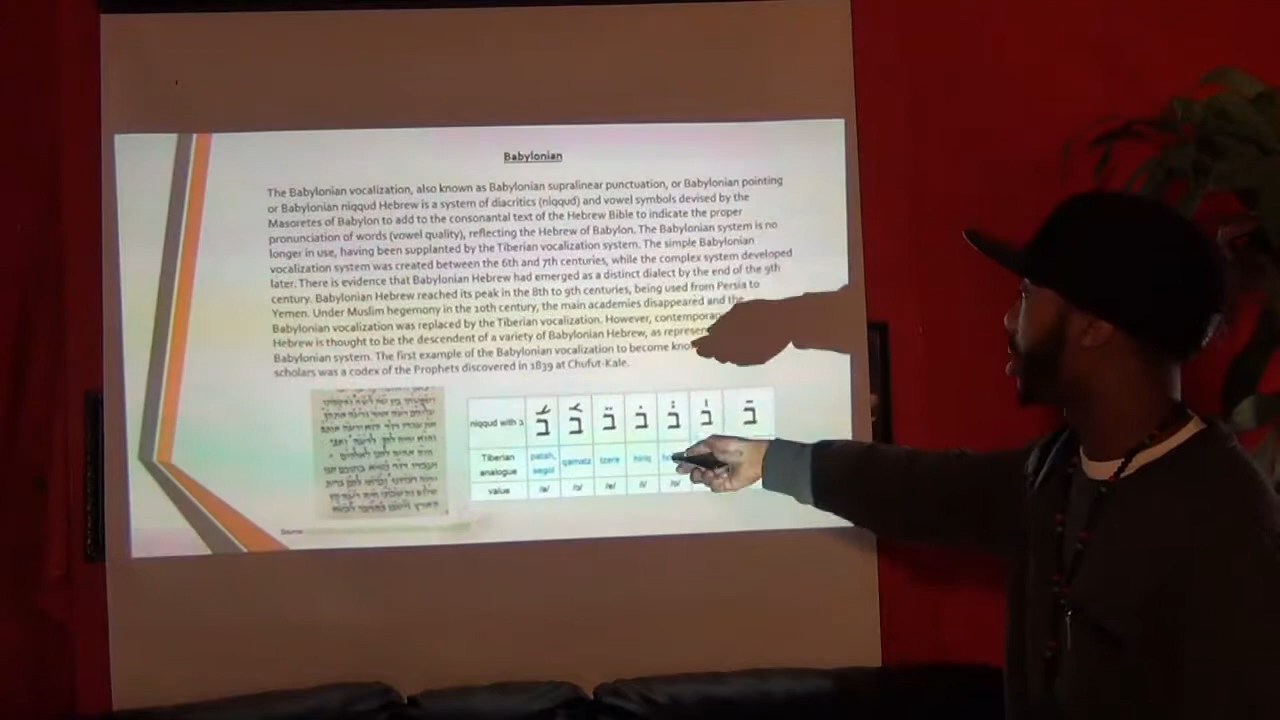 Babylonian
The Babylonian vocalization, also known as Babylonian supralinear punctuation, or Babylonian pointing
or Babylonian niqqud Hebrew is a system of diacritics (niqqud) and vowel symbols devised by the
Masoretes of Babylon to add to the consonantal text of the Hebrew Bible to indicate the proper
pronunciation of words (vowel quality), reflecting the Hebrew of Babylon. The Babylonian system is no
longer in use, having been supplanted by the Tiberian vocalization system. The simple Babylonian
vocalization system was created between the 6th and 7th centuries, while the complex system developed
later. There is evidence that Babylonian Hebrew had emerged as a distinct dialect by the end of the 9th
century. Babylonian Hebrew reached its peak in the 8th to 9th centuries, being used from Persia to
Yemen. Under Muslim hegemony in the 10th century, the main academies disappeared and the
Babylonian vocalization was replaced by the Tiberian vocalization. However,
Hebrew is thought to be the descendent of a variety of Babylonian Hebrew, as
Babylonian system. The first example of the Babylonian vocalization to become
scholars was a codex of the Prophets discovered in 1839 at Chufut-Kale.
niqqud with ב
Tiberian analogue patah, segol qamatz tzere hiriq
value /a/ /ɔ/ /e/ /i/ /o/
Source